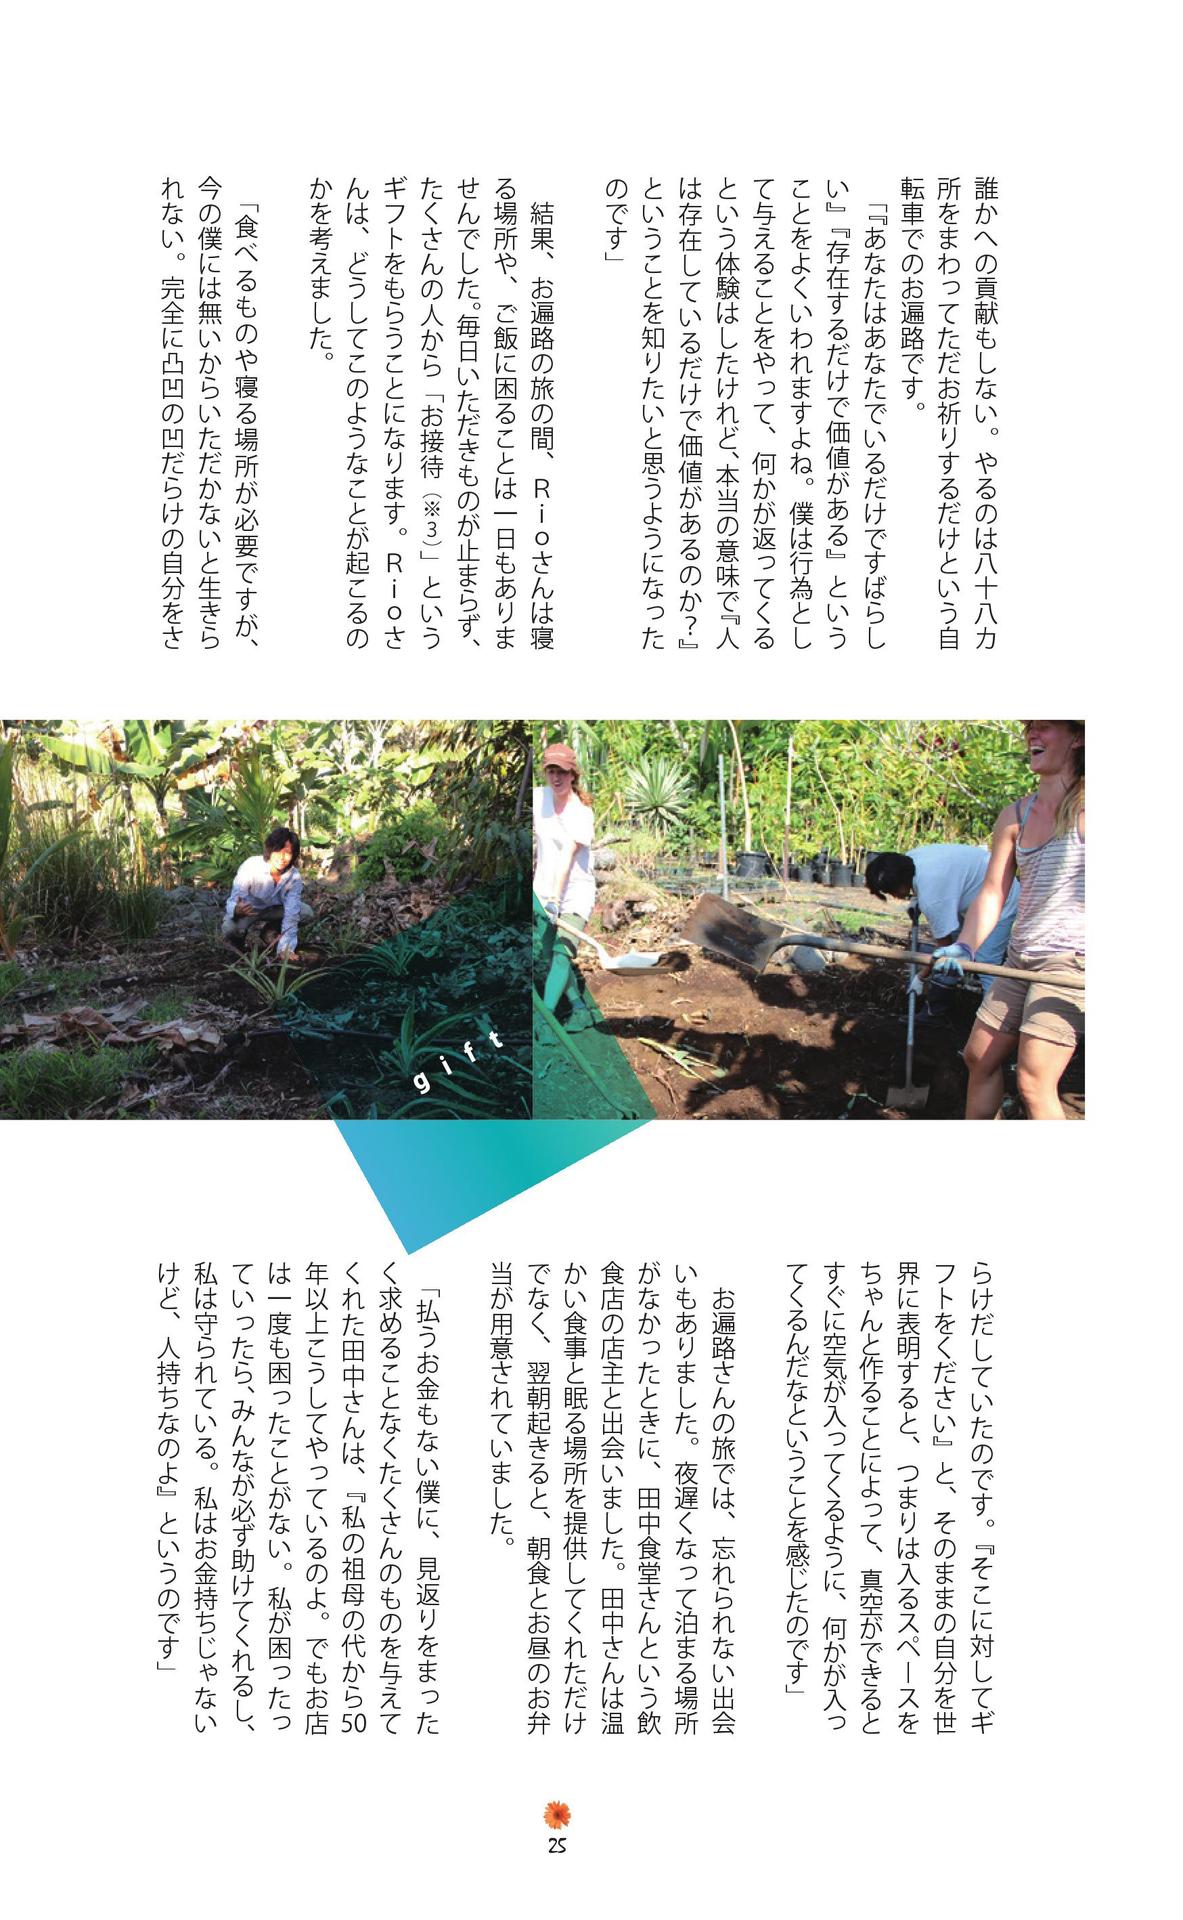 誰かへの貢献もしない。やるのは八十八カ
所をまわってただお祈りするだけという自
転車でのお遍路です。
「『あなたはあなたでいるだけですばらし
い』『存在するだけで価値がある』という
ことをよくいわれますよね。僕は行為とし
て与えることをやって、何かが返ってくる
という体験はしたけれど、本当の意味で『人
は存在しているだけで価値があるのか？』
ということを知りたいと思うようになった
のです」
結果、お遍路の旅の間、Ｒｉｏさんは寝
る場所や、ご飯に困ることは一日もありま
せんでした。毎日いただきものが止まらず、
たくさんの人から「お接待（※3）」という
ギフトをもらうことになります。Ｒｉｏさ
んは、どうしてこのようなことが起こるの
かを考えました。
「食べるものや寝る場所が必要ですが、
今の僕には無いからいただかないと生きら
れない。完全に凸凹の凹だらけの自分をさ
gift
らけだしていたのです。『そこに対してギ
フトをください』と、そのままの自分を世
界に表明すると、つまりは入るスペースを
ちゃんと作ることによって、真空ができると
すぐに空気が入ってくるように、何かが入っ
てくるんだなということを感じたのです」
お遍路さんの旅では、忘れられない出会
いもありました。夜遅くなって泊まる場所
がなかったときに、田中食堂さんという飲
食店の店主と出会いました。田中さんは温
かい食事と眠る場所を提供してくれただけ
でなく、翌朝起きると、朝食とお昼のお弁
当が用意されていました。
「払うお金もない僕に、見返りをまった
く求めることなくたくさんのものを与えて
くれた田中さんは、『私の祖母の代から50
年以上こうしてやっているのよ。でもお店
は一度も困ったことがない。私が困ったっ
ていったら、みんなが必ず助けてくれるし、
私は守られている。私はお金持ちじゃない
けど、人持ちなのよ』というのです」
25